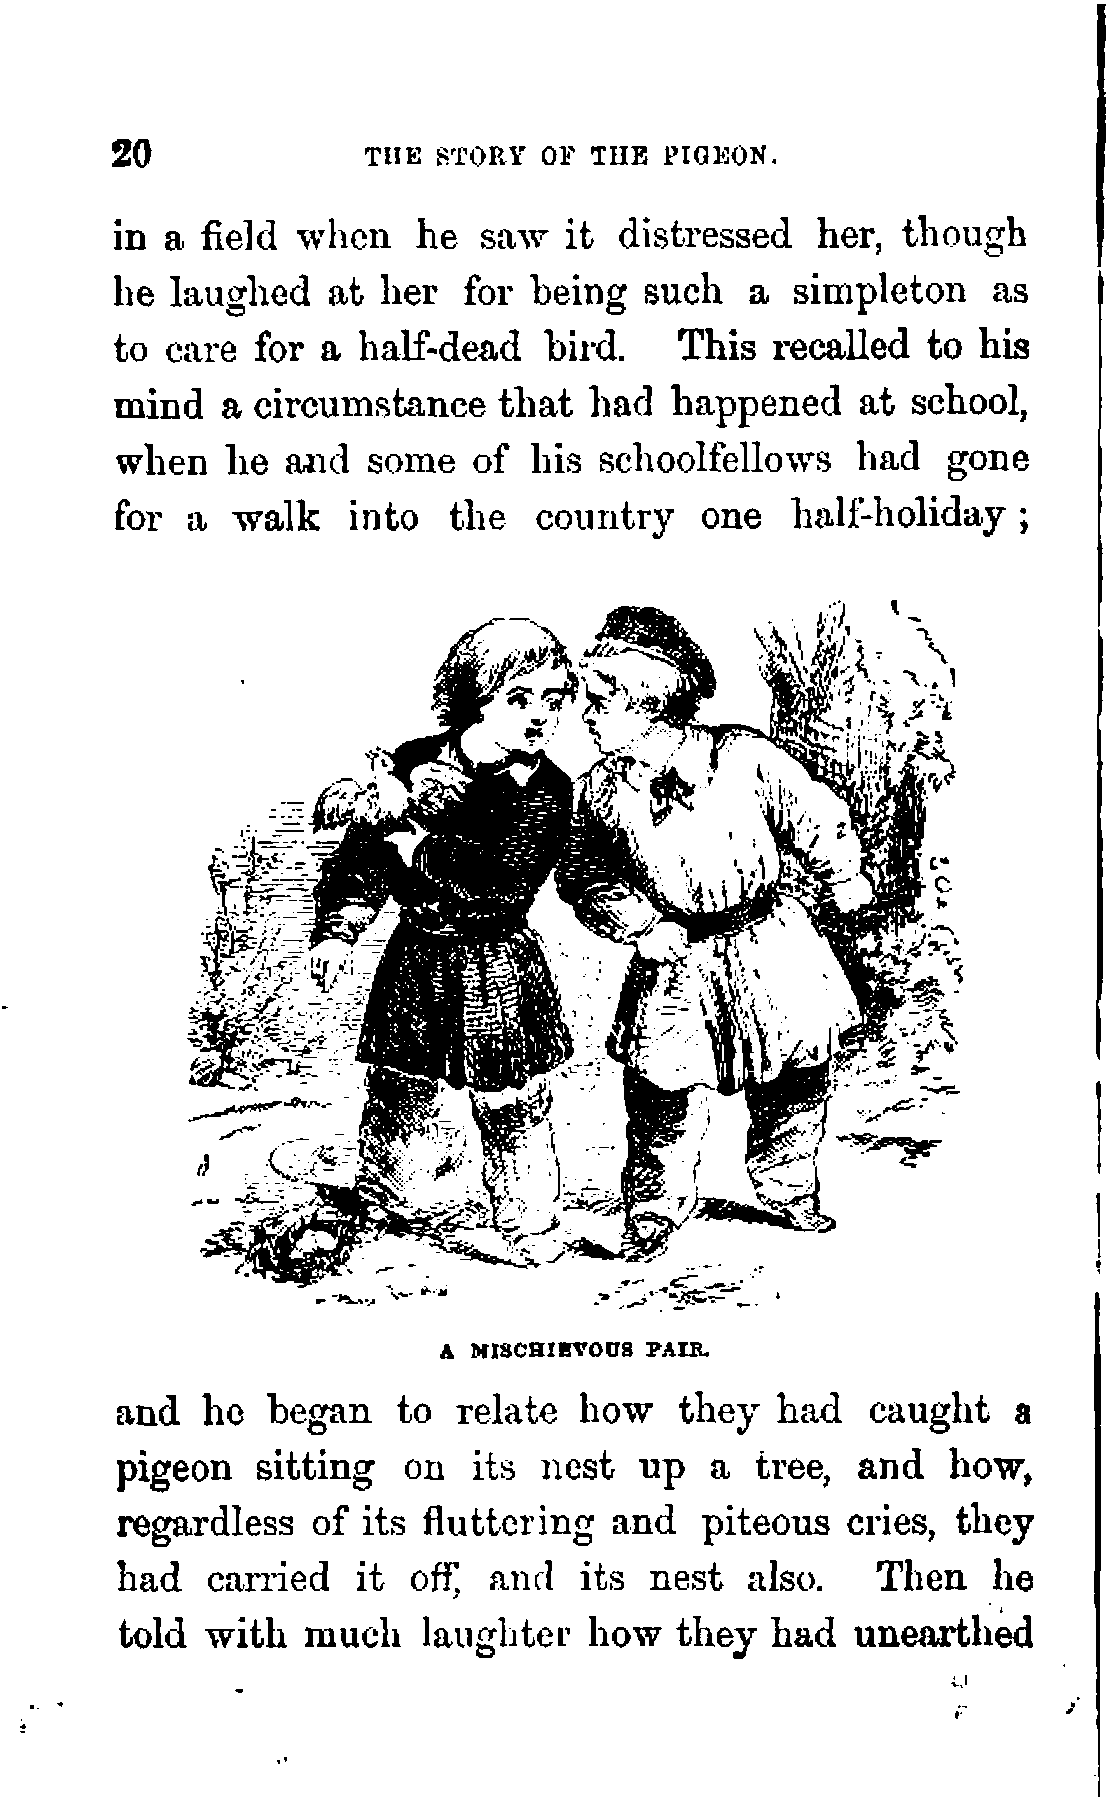 20 THE STORY OF THE PIGEON.
in a field when he saw it distressed her, though
he laughed at her for being such a simpleton as
to care for a half-dead bird. This recalled to his
mind a circumstance that had happened at school,
when he and some of his schoolfellows had gone
for a walk into the country one half-holiday ;
A MISCHIEVOUS PAIR.
and he began to relate how they had caught a
pigeon sitting on its nest up a tree, and how,
regardless of its fluttering and piteous cries, they
had carried it off, and its nest also. Then he
told with much laughter how they had unearthed